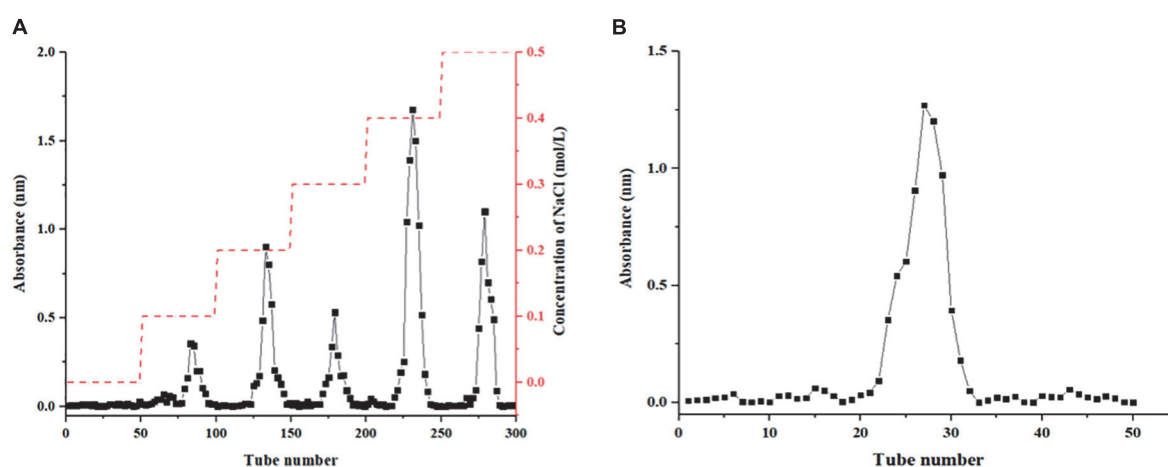 A
2.0
1.5
1.0
0.5
0.0
Absorbance (nm)
0 50 100 150 200 250 300
Tube number
0.5
0.4
0.3
0.2
0.1
0.0
Concentration of NaCl (mol/L)
B
1.5
1.0
0.5
0.0
Absorbance (nm)
0 10 20 30 40 50
Tube number